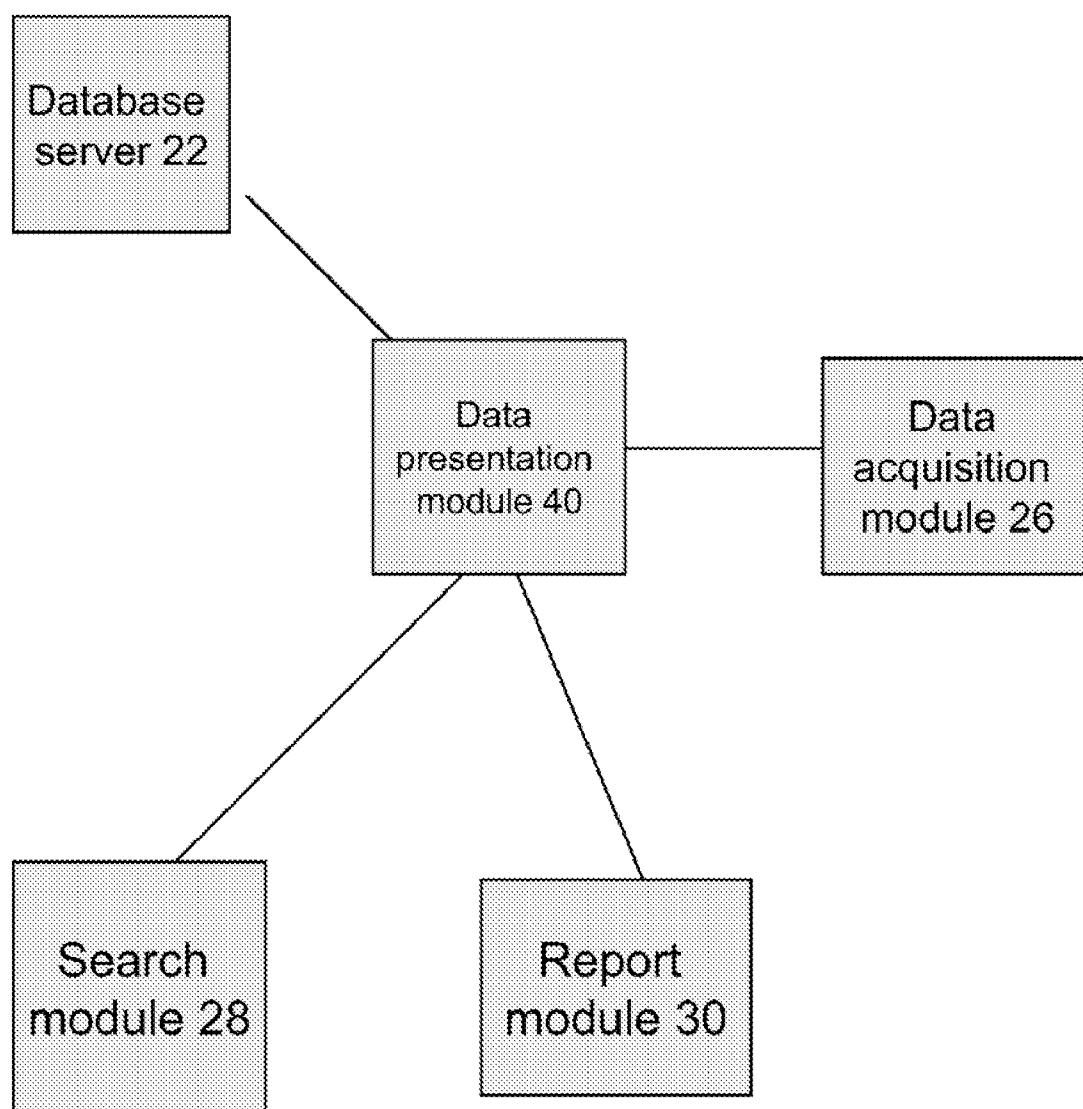 Database
server 22
Data
presentation
module 40
Data
acquisition
module 26
Search
module 28
Report
module 30